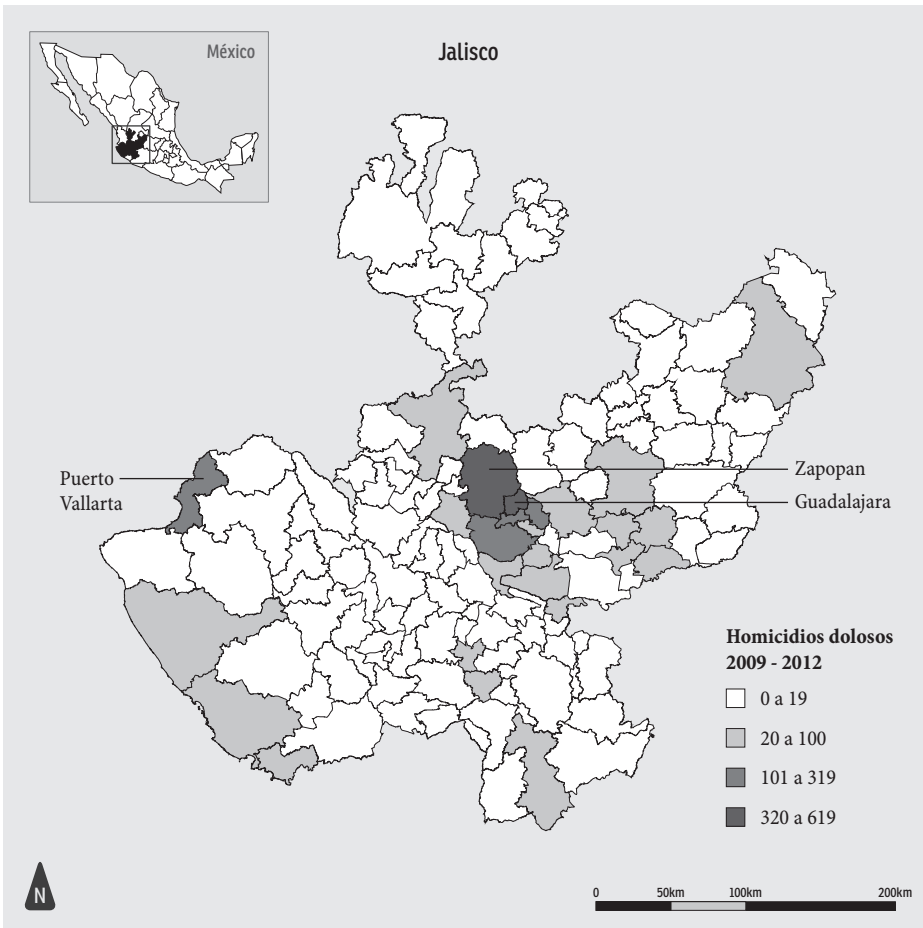 México
Jalisco
Puerto
Vallarta
Zapopan
Guadalajara
Homicidios dolosos
2009 - 2012
0 a 19
20 a 100
101 a 319
320 a 619
N
0 50km 100km 200km